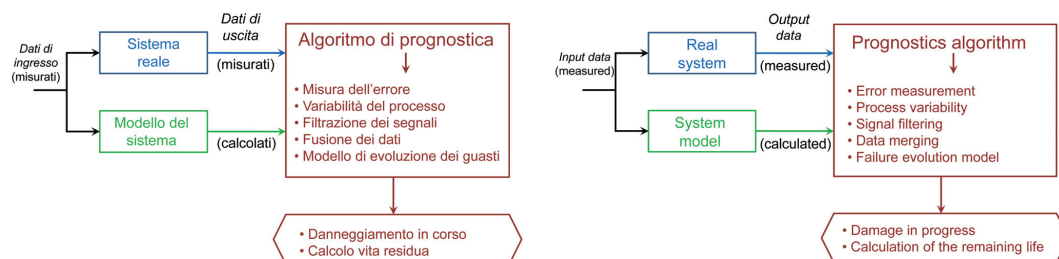 Dati di
ingresso
(misurati)
Sistema
reale
Dati di
uscita
(misurati)
Modello del
sistema
(calcolati)
Algoritmo di prognostica
• Misura dell'errore
• Variabilità del processo
• Filtrazione dei segnali
• Fusione dei dati
• Modello di evoluzione dei guasti
• Danneggiamento in corso
• Calcolo vita residua
Input data
(measured)
Real
system
Output
data
(measured)
System
model
(calculated)
Prognostics algorithm
• Error measurement
• Process variability
• Signal filtering
• Data merging
• Failure evolution model
• Damage in progress
• Calculation of the remaining life